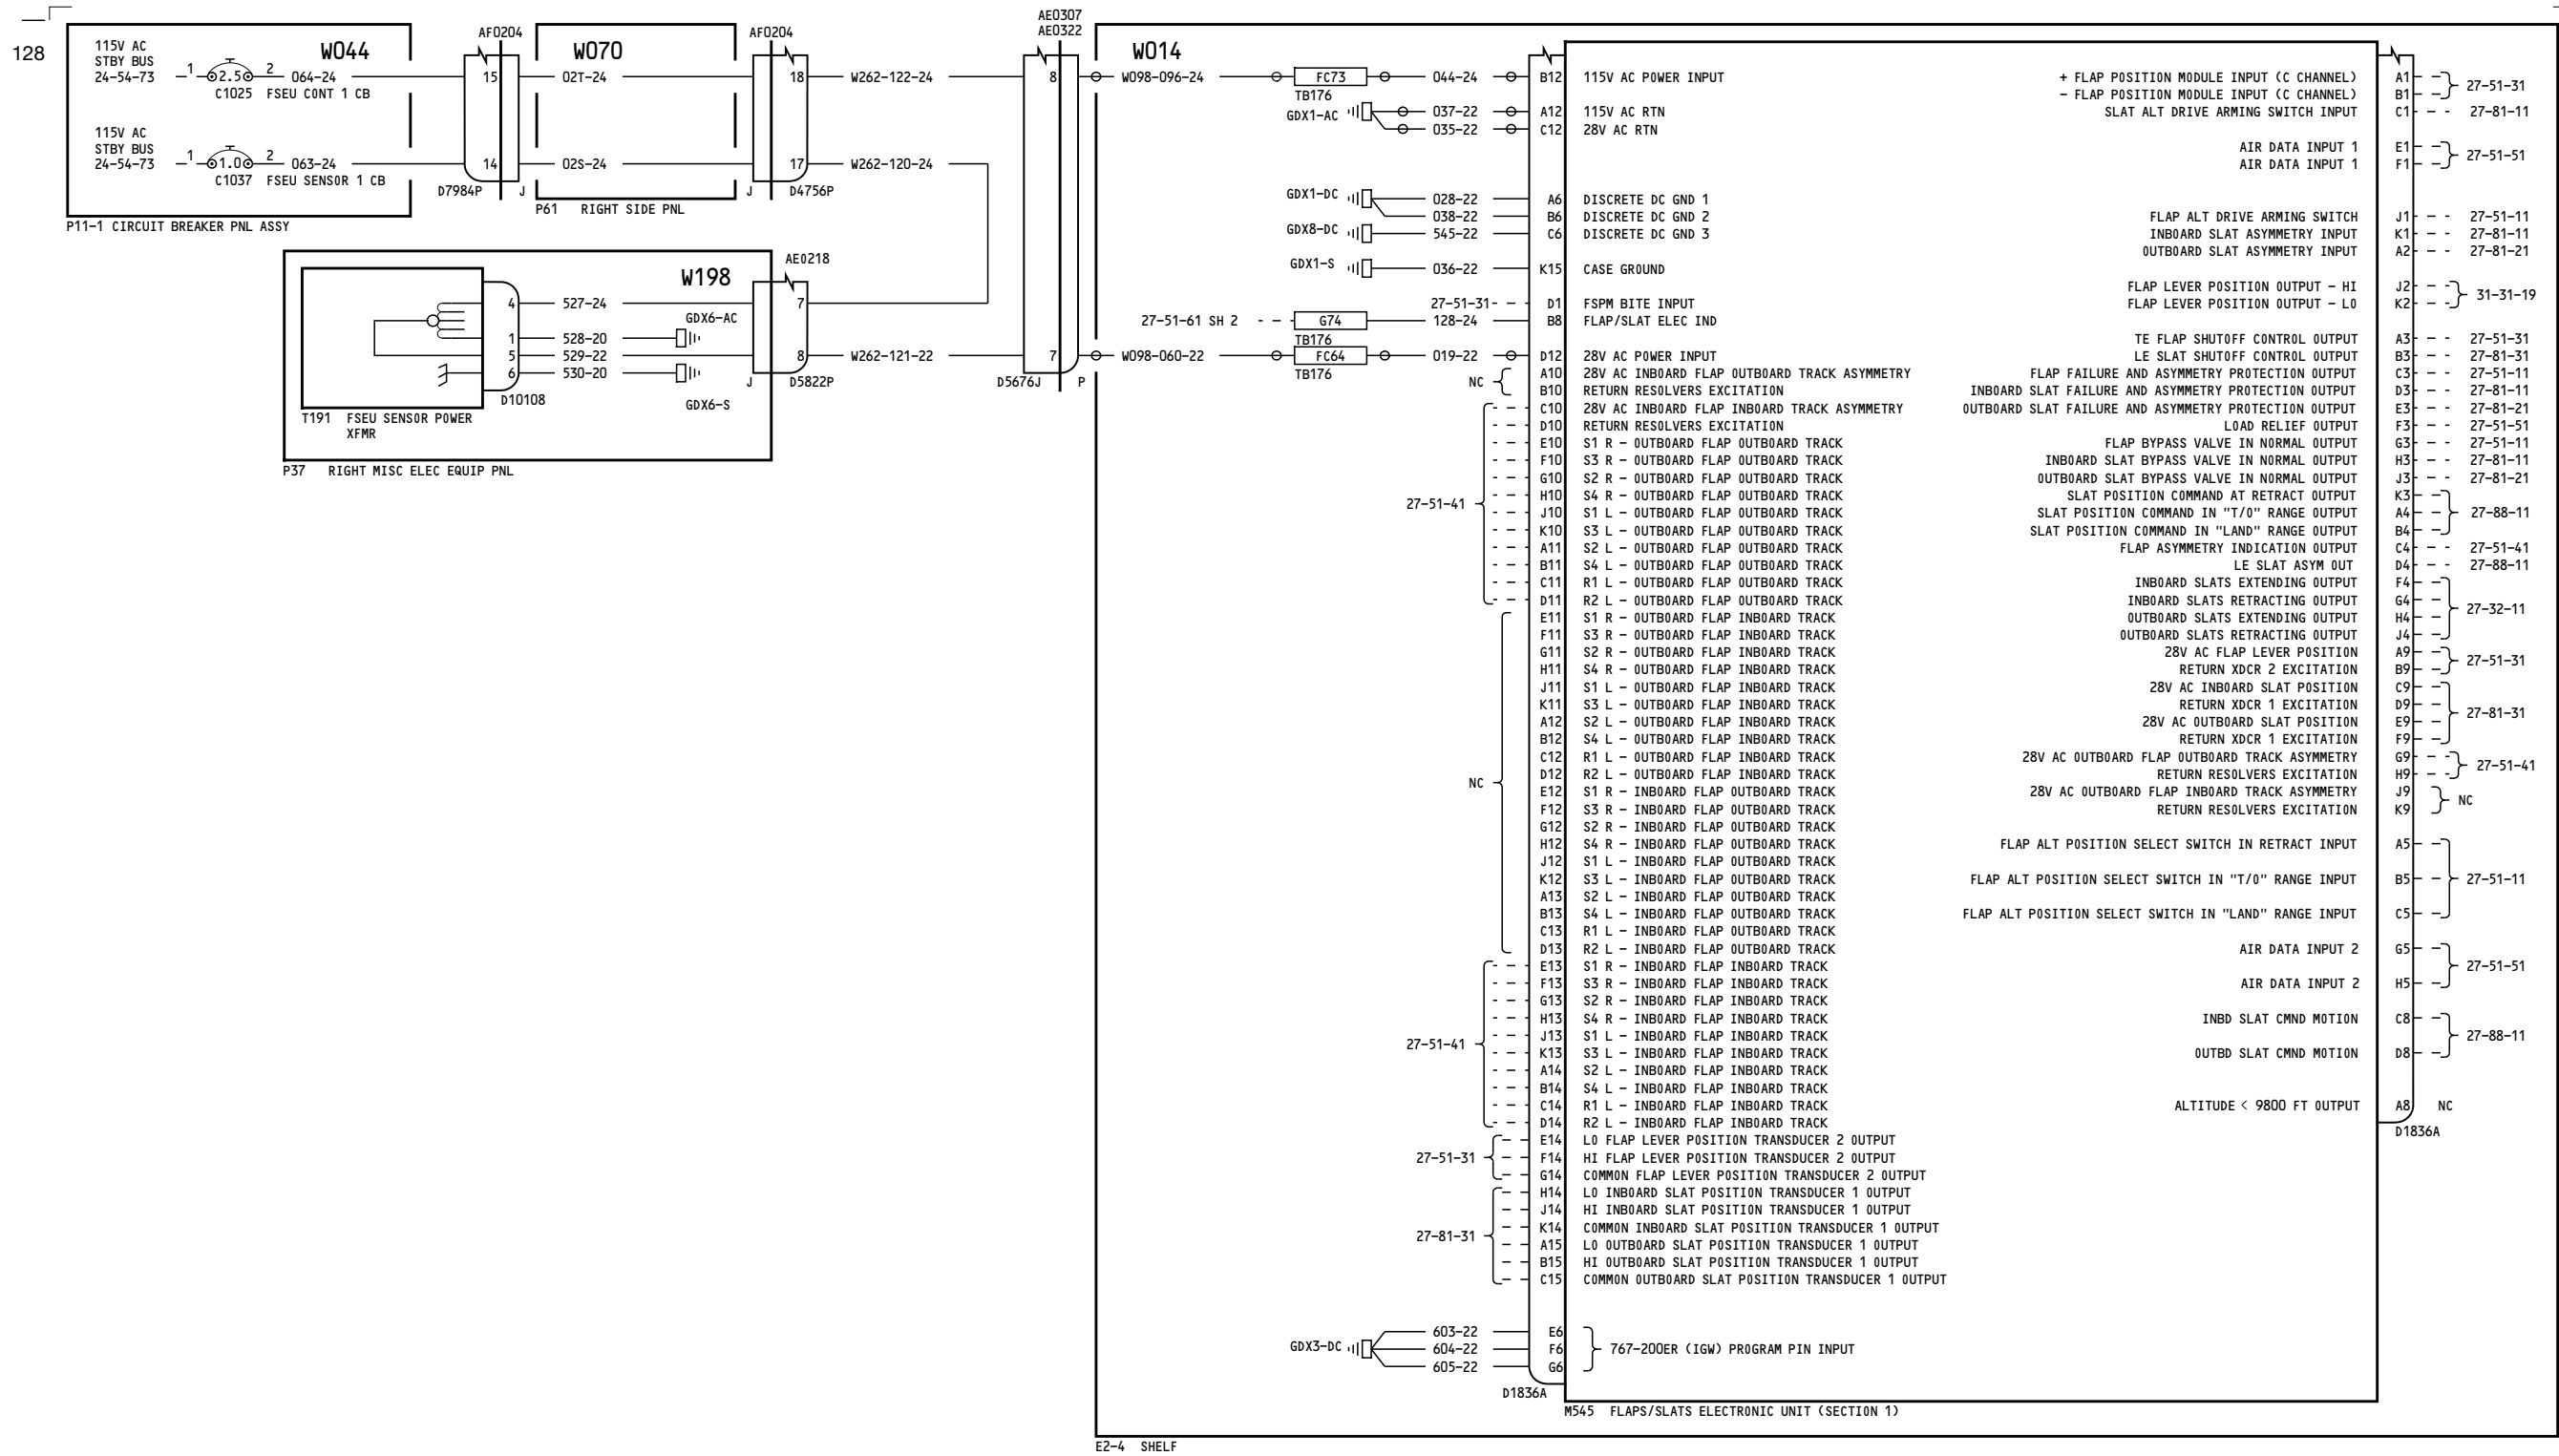 128
115V AC
STBY BUS
24-54-73
1
2.5
2
064-24
C1025 FSEU CONT 1 CB
W044
115V AC
STBY BUS
24-54-73
1
1.0
2
063-24
C1037 FSEU SENSOR 1 CB
P11-1 CIRCUIT BREAKER PNL ASSY
AF0204
15
14
D7984P
J
W070
02T-24
02S-24
P61 RIGHT SIDE PNL
AF0204
18
17
J
D4756P
W262-122-24
W262-120-24
W198
4
527-24
GDX6-AC
1
528-20
5
529-22
6
530-20
GDX6-S
D10108
T191 FSEU SENSOR POWER
XFMR
P37 RIGHT MISC ELEC EQUIP PNL
AE0218
7
8
J
D5822P
W262-121-22
AE0307
AE0322
8
7
D5676J
P
W014
W098-096-24
FC73
TB176
044-24
B12 115V AC POWER INPUT
GDX1-AC
037-22
A12 115V AC RTN
035-22
C12 28V AC RTN
GDX1-DC
028-22
A6 DISCRETE DC GND 1
038-22
B6 DISCRETE DC GND 2
GDX8-DC
545-22
C6 DISCRETE DC GND 3
GDX1-S
036-22
K15 CASE GROUND
27-51-31
D1 FSPM BITE INPUT
27-51-61 SH 2
G74
TB176
128-24
B8 FLAP/SLAT ELEC IND
W098-060-22
FC64
TB176
019-22
D12 28V AC POWER INPUT
NC
A10 28V AC INBOARD FLAP OUTBOARD TRACK ASYMMETRY
B10 RETURN RESOLVERS EXCITATION
27-51-41
C10 28V AC INBOARD FLAP INBOARD TRACK ASYMMETRY
D10 RETURN RESOLVERS EXCITATION
E10 S1 R - OUTBOARD FLAP OUTBOARD TRACK
F10 S3 R - OUTBOARD FLAP OUTBOARD TRACK
G10 S2 R - OUTBOARD FLAP OUTBOARD TRACK
H10 S4 R - OUTBOARD FLAP OUTBOARD TRACK
J10 S1 L - OUTBOARD FLAP OUTBOARD TRACK
K10 S3 L - OUTBOARD FLAP OUTBOARD TRACK
A11 S2 L - OUTBOARD FLAP OUTBOARD TRACK
B11 S4 L - OUTBOARD FLAP OUTBOARD TRACK
C11 R1 L - OUTBOARD FLAP OUTBOARD TRACK
D11 R2 L - OUTBOARD FLAP OUTBOARD TRACK
NC
E11 S1 R - OUTBOARD FLAP INBOARD TRACK
F11 S3 R - OUTBOARD FLAP INBOARD TRACK
G11 S2 R - OUTBOARD FLAP INBOARD TRACK
H11 S4 R - OUTBOARD FLAP INBOARD TRACK
J11 S1 L - OUTBOARD FLAP INBOARD TRACK
K11 S3 L - OUTBOARD FLAP INBOARD TRACK
A12 S2 L - OUTBOARD FLAP INBOARD TRACK
B12 S4 L - OUTBOARD FLAP INBOARD TRACK
C12 R1 L - OUTBOARD FLAP INBOARD TRACK
D12 R2 L - OUTBOARD FLAP INBOARD TRACK
E12 S1 R - INBOARD FLAP OUTBOARD TRACK
F12 S3 R - INBOARD FLAP OUTBOARD TRACK
G12 S2 R - INBOARD FLAP OUTBOARD TRACK
H12 S4 R - INBOARD FLAP OUTBOARD TRACK
J12 S1 L - INBOARD FLAP OUTBOARD TRACK
K12 S3 L - INBOARD FLAP OUTBOARD TRACK
A13 S2 L - INBOARD FLAP OUTBOARD TRACK
B13 S4 L - INBOARD FLAP OUTBOARD TRACK
C13 R1 L - INBOARD FLAP OUTBOARD TRACK
D13 R2 L - INBOARD FLAP OUTBOARD TRACK
27-51-41
E13 S1 R - INBOARD FLAP INBOARD TRACK
F13 S3 R - INBOARD FLAP INBOARD TRACK
G13 S2 R - INBOARD FLAP INBOARD TRACK
H13 S4 R - INBOARD FLAP INBOARD TRACK
J13 S1 L - INBOARD FLAP INBOARD TRACK
K13 S3 L - INBOARD FLAP INBOARD TRACK
A14 S2 L - INBOARD FLAP INBOARD TRACK
B14 S4 L - INBOARD FLAP INBOARD TRACK
C14 R1 L - INBOARD FLAP INBOARD TRACK
D14 R2 L - INBOARD FLAP INBOARD TRACK
27-51-31
E14 LO FLAP LEVER POSITION TRANSDUCER 2 OUTPUT
F14 HI FLAP LEVER POSITION TRANSDUCER 2 OUTPUT
G14 COMMON FLAP LEVER POSITION TRANSDUCER 2 OUTPUT
27-81-31
H14 LO INBOARD SLAT POSITION TRANSDUCER 1 OUTPUT
J14 HI INBOARD SLAT POSITION TRANSDUCER 1 OUTPUT
K14 COMMON INBOARD SLAT POSITION TRANSDUCER 1 OUTPUT
A15 LO OUTBOARD SLAT POSITION TRANSDUCER 1 OUTPUT
B15 HI OUTBOARD SLAT POSITION TRANSDUCER 1 OUTPUT
C15 COMMON OUTBOARD SLAT POSITION TRANSDUCER 1 OUTPUT
GDX3-DC
603-22
E6
604-22
F6
605-22
G6
767-200ER (IGW) PROGRAM PIN INPUT
D1836A
+ FLAP POSITION MODULE INPUT (C CHANNEL) A1
- FLAP POSITION MODULE INPUT (C CHANNEL) B1
27-51-31
SLAT ALT DRIVE ARMING SWITCH INPUT C1 27-81-11
AIR DATA INPUT 1 E1
AIR DATA INPUT 1 F1
27-51-51
FLAP ALT DRIVE ARMING SWITCH J1 27-51-11
INBOARD SLAT ASYMMETRY INPUT K1 27-81-11
OUTBOARD SLAT ASYMMETRY INPUT A2 27-81-21
FLAP LEVER POSITION OUTPUT - HI J2
FLAP LEVER POSITION OUTPUT - LO K2
31-31-19
TE FLAP SHUTOFF CONTROL OUTPUT A3 27-51-31
LE SLAT SHUTOFF CONTROL OUTPUT B3 27-81-31
FLAP FAILURE AND ASYMMETRY PROTECTION OUTPUT C3 27-51-11
INBOARD SLAT FAILURE AND ASYMMETRY PROTECTION OUTPUT D3 27-81-11
OUTBOARD SLAT FAILURE AND ASYMMETRY PROTECTION OUTPUT E3 27-81-21
LOAD RELIEF OUTPUT F3 27-51-51
FLAP BYPASS VALVE IN NORMAL OUTPUT G3 27-51-11
INBOARD SLAT BYPASS VALVE IN NORMAL OUTPUT H3 27-81-11
OUTBOARD SLAT BYPASS VALVE IN NORMAL OUTPUT J3 27-81-21
SLAT POSITION COMMAND AT RETRACT OUTPUT K3
SLAT POSITION COMMAND IN "T/O" RANGE OUTPUT A4
SLAT POSITION COMMAND IN "LAND" RANGE OUTPUT B4
27-88-11
FLAP ASYMMETRY INDICATION OUTPUT C4 27-51-41
LE SLAT ASYM OUT D4 27-88-11
INBOARD SLATS EXTENDING OUTPUT F4
INBOARD SLATS RETRACTING OUTPUT G4
OUTBOARD SLATS EXTENDING OUTPUT H4
OUTBOARD SLATS RETRACTING OUTPUT J4
27-32-11
28V AC FLAP LEVER POSITION A9
RETURN XDCR 2 EXCITATION B9
27-51-31
28V AC INBOARD SLAT POSITION C9
RETURN XDCR 1 EXCITATION D9
28V AC OUTBOARD SLAT POSITION E9
RETURN XDCR 1 EXCITATION F9
27-81-31
28V AC OUTBOARD FLAP OUTBOARD TRACK ASYMMETRY G9
RETURN RESOLVERS EXCITATION H9
27-51-41
28V AC OUTBOARD FLAP INBOARD TRACK ASYMMETRY J9
RETURN RESOLVERS EXCITATION K9
NC
FLAP ALT POSITION SELECT SWITCH IN RETRACT INPUT A5
FLAP ALT POSITION SELECT SWITCH IN "T/O" RANGE INPUT B5
FLAP ALT POSITION SELECT SWITCH IN "LAND" RANGE INPUT C5
27-51-11
AIR DATA INPUT 2 G5
AIR DATA INPUT 2 H5
27-51-51
INBD SLAT CMND MOTION C8
OUTBD SLAT CMND MOTION D8
27-88-11
ALTITUDE < 9800 FT OUTPUT A8 NC
D1836A
M545 FLAPS/SLATS ELECTRONIC UNIT (SECTION 1)
E2-4 SHELF